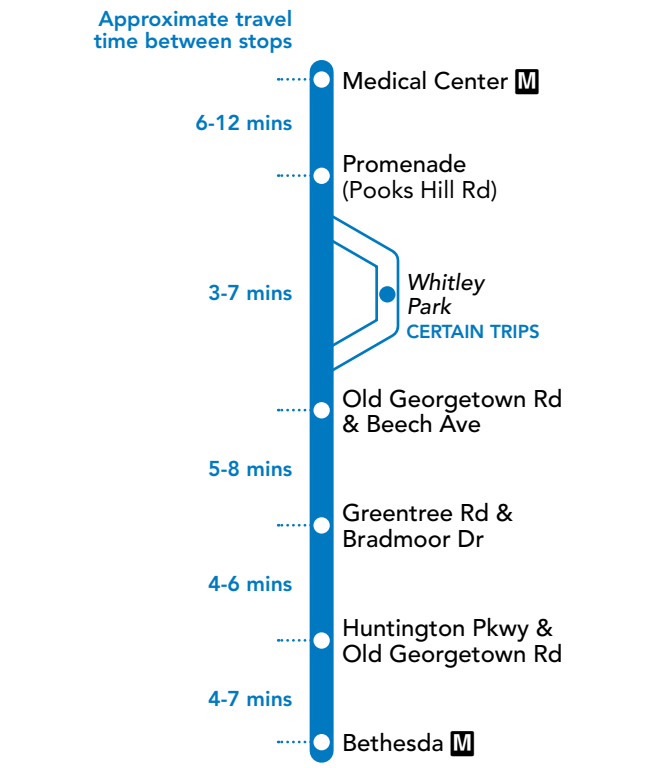 Approximate travel
time between stops
Medical Center M
6-12 mins
Promenade
(Pooks Hill Rd)
3-7 mins
Whitley
Park
CERTAIN TRIPS
Old Georgetown Rd
& Beech Ave
5-8 mins
Greentree Rd &
Bradmoor Dr
4-6 mins
Huntington Pkwy &
Old Georgetown Rd
4-7 mins
Bethesda M